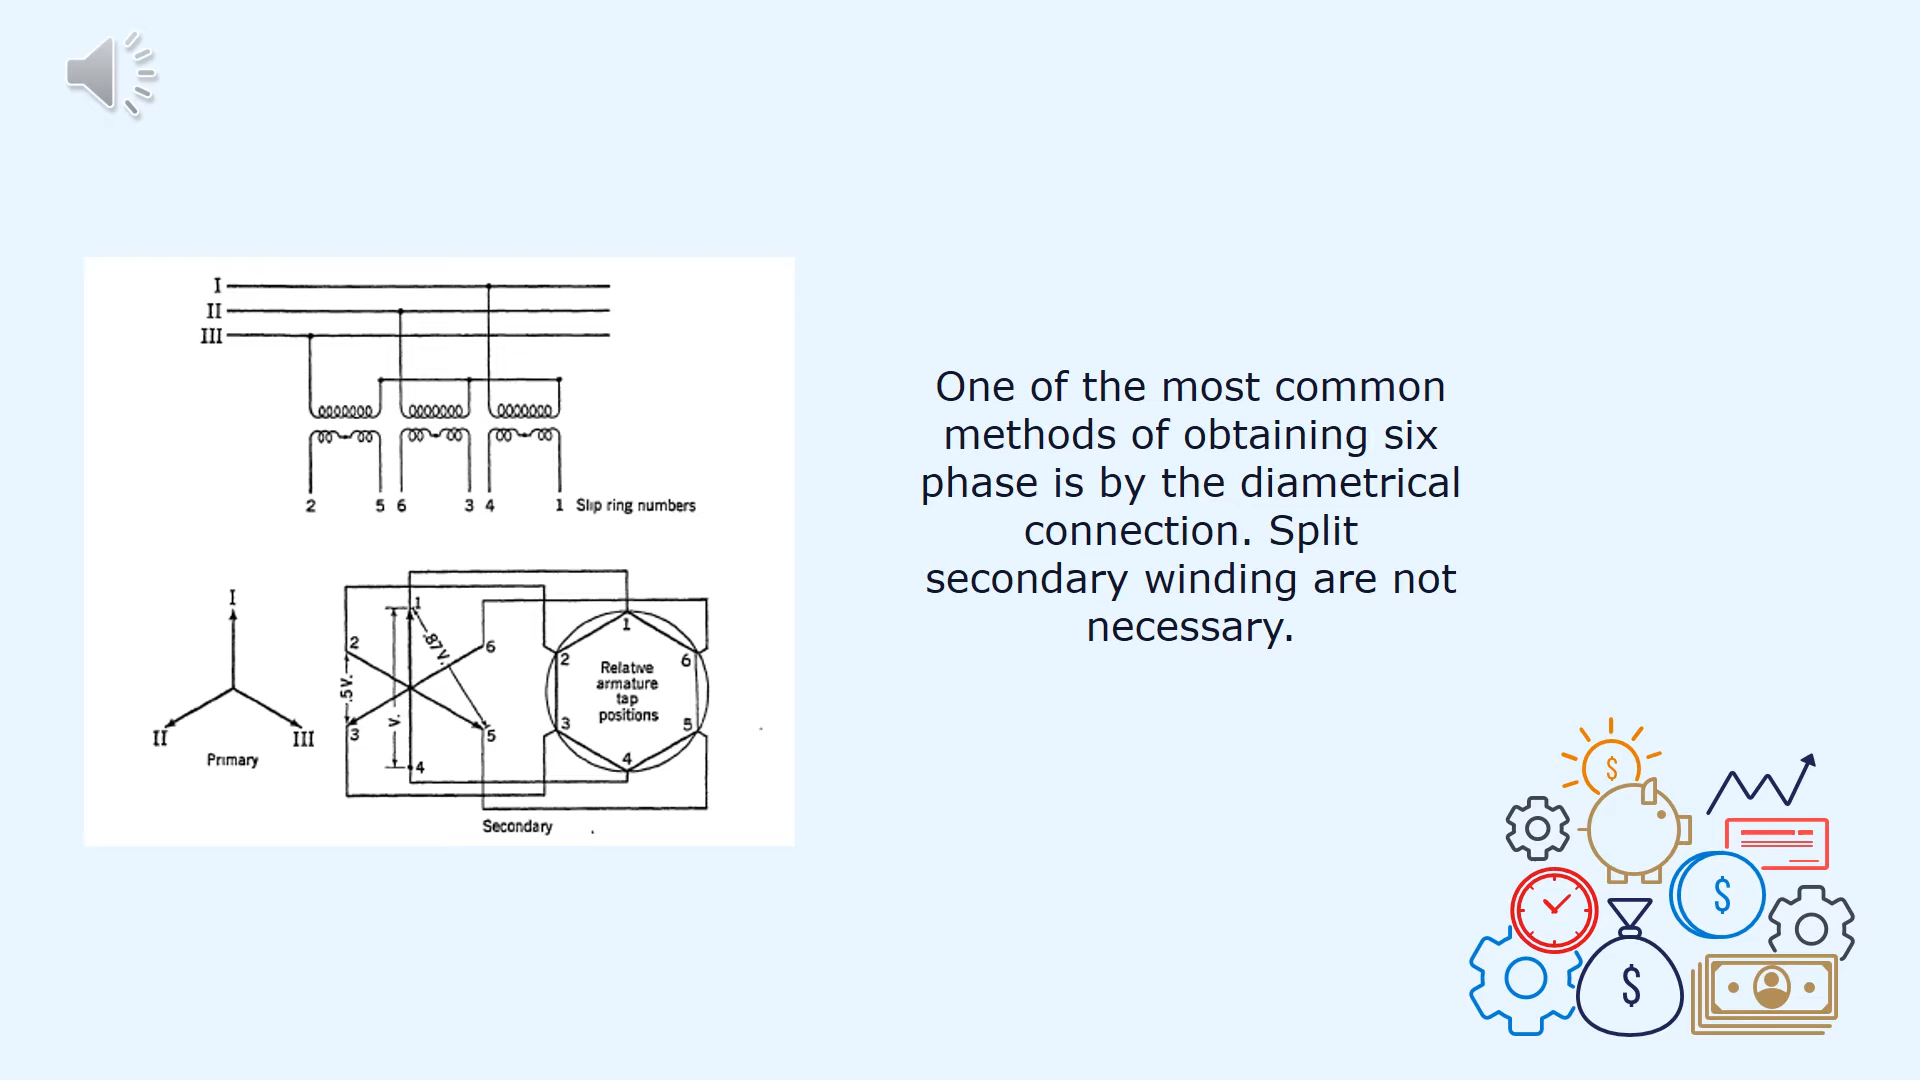 I
II
III
2 5 6 3 4 1 Slip ring numbers
I
II III
Primary
1
2 6
.87V.
.5V.
V.
3 5
4
1
2 6
Relative
armature
tap
positions
3 5
4
Secondary
One of the most common
methods of obtaining six
phase is by the diametrical
connection. Split
secondary winding are not
necessary.
$
$
$